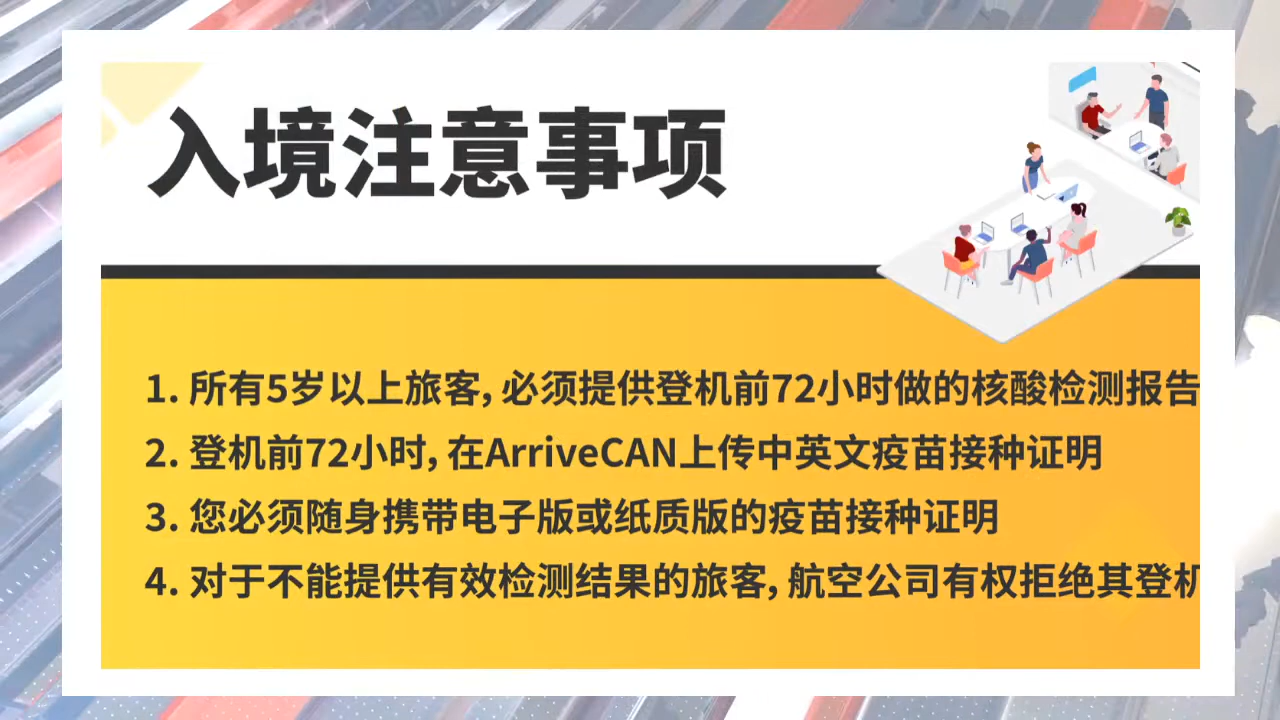 入境注意事项
1. 所有5岁以上旅客, 必须提供登机前72小时做的核酸检测报告
2. 登机前72小时, 在ArriveCAN上传中英文疫苗接种证明
3. 您必须随身携带电子版或纸质版的疫苗接种证明
4. 对于不能提供有效检测结果的旅客, 航空公司有权拒绝其登机